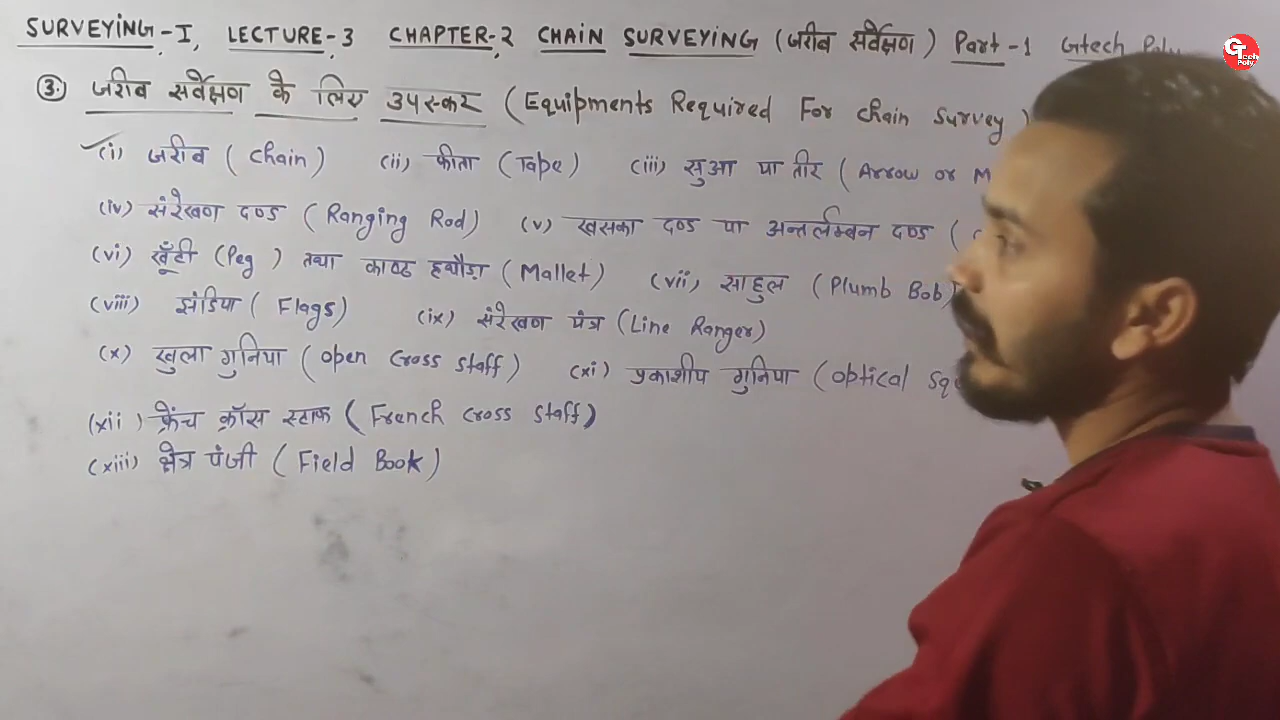 SURVEYING-I, LECTURE-3 CHAPTER-2 CHAIN SURVEYING (जरीब सर्वेक्षण) Part-1 Gtech Poly
GTech Poly
3. जरीब सर्वेक्षण के लिए उपस्कर (Equipments Required For Chain Survey)
(i) जरीब (Chain) (ii) फीता (Tape) (iii) सुआ या तीर (Arrow or
(iv) संरेखण दण्ड (Ranging Rod) (v) खसका दण्ड या अन्तर्लम्बन दण्ड (
(vi) खूँटी (Peg) तथा काष्ठ हथौड़ा (Mallet) (vii) साहुल (Plumb Bob)
(viii) झंडिया (Flags) (ix) संरेखण यंत्र (Line Ranger)
(x) खुला गुनिया (open Cross staff) (xi) प्रकाशीय गुनिया (optical
(xii) फ्रेंच क्रॉस स्टाफ (French Cross Staff)
(xiii) क्षेत्र पंजी (Field Book)